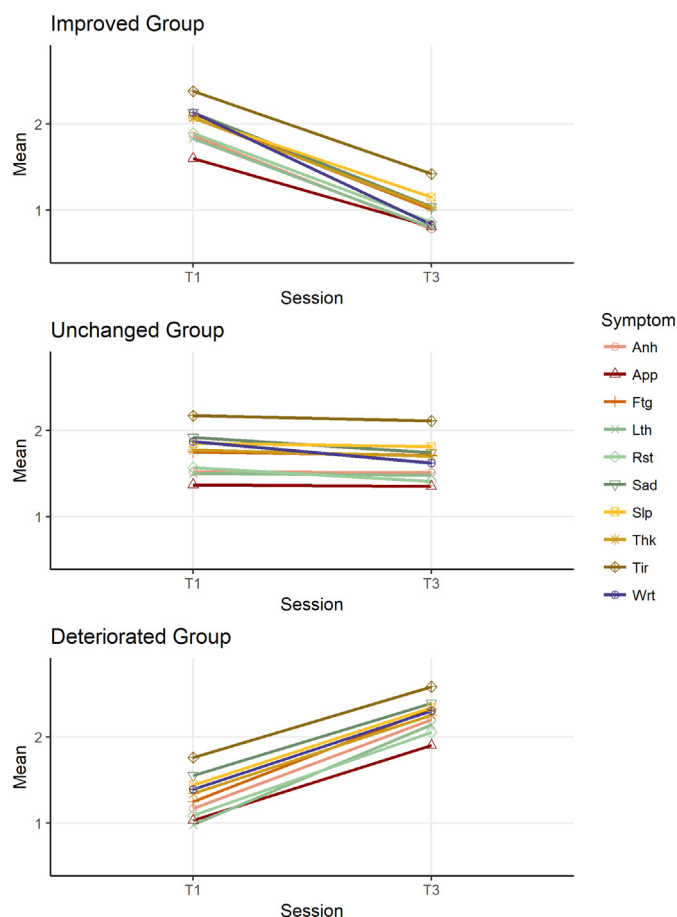 Improved Group
2
1
Mean
T1
T3
Session
Unchanged Group
2
1
Mean
T1
T3
Session
Symptom
Anh
App
Ftg
Lth
Rst
Sad
Slp
Thk
Tir
Wrt
Deteriorated Group
2
1
Mean
T1
T3
Session